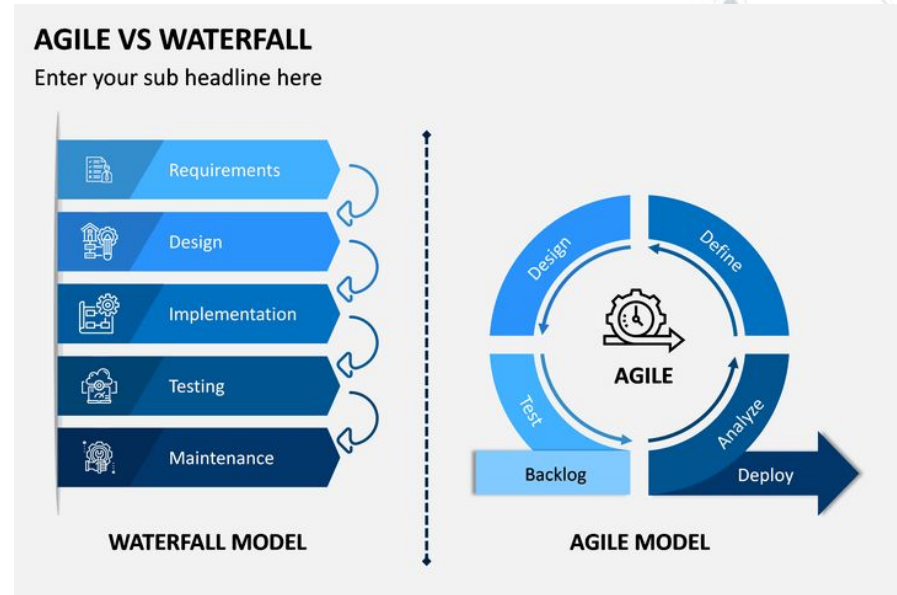 AGILE VS WATERFALL
Enter your sub headline here
Requirements
Design
Implementation
Testing
Maintenance
WATERFALL MODEL
Design
Define
AGILE
Test
Analyze
Backlog
Deploy
AGILE MODEL